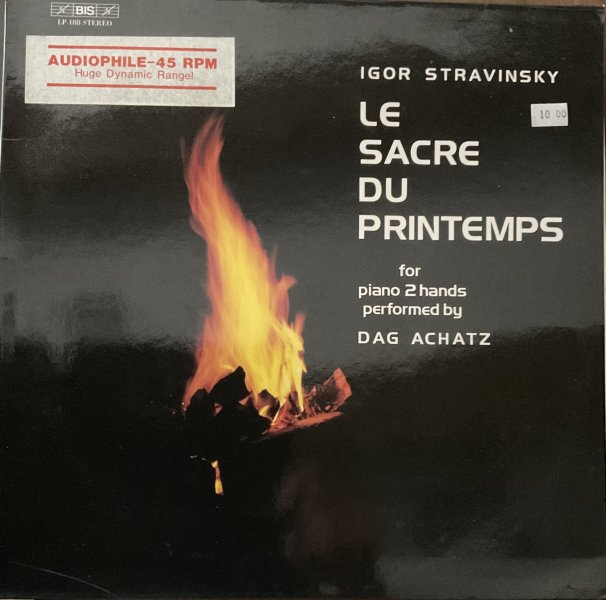 BIS
LP-188 STEREO
AUDIOPHILE-45 RPM
Huge Dynamic Range!
IGOR STRAVINSKY
10 00
LE
SACRE
DU
PRINTEMPS
for
piano 2 hands
performed by
DAG ACHATZ